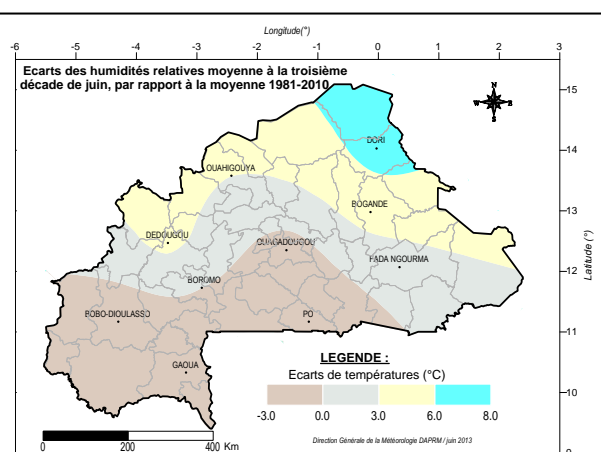 Longitude(°)
-6 -5 -4 -3 -2 -1 0 1 2 3
Ecarts des humidités relatives moyenne à la troisième
décade de juin, par rapport à la moyenne 1981-2010
N
W E
S
15
DORI
14
OUAHIGOUYA
BOGANDE
13
DEDOUGOU
OUAGADOUGOU
FADA NGOURMA
12
BOROMO
Latitude (°)
BOBO-DIOULASSO
PO
11
LEGENDE :
GAOUA
Ecarts de températures (°C)
10
-3.0 0.0 3.0 6.0 8.0
Direction Générale de la Météorologie DAPRM / juin 2013
0 200 400 Km